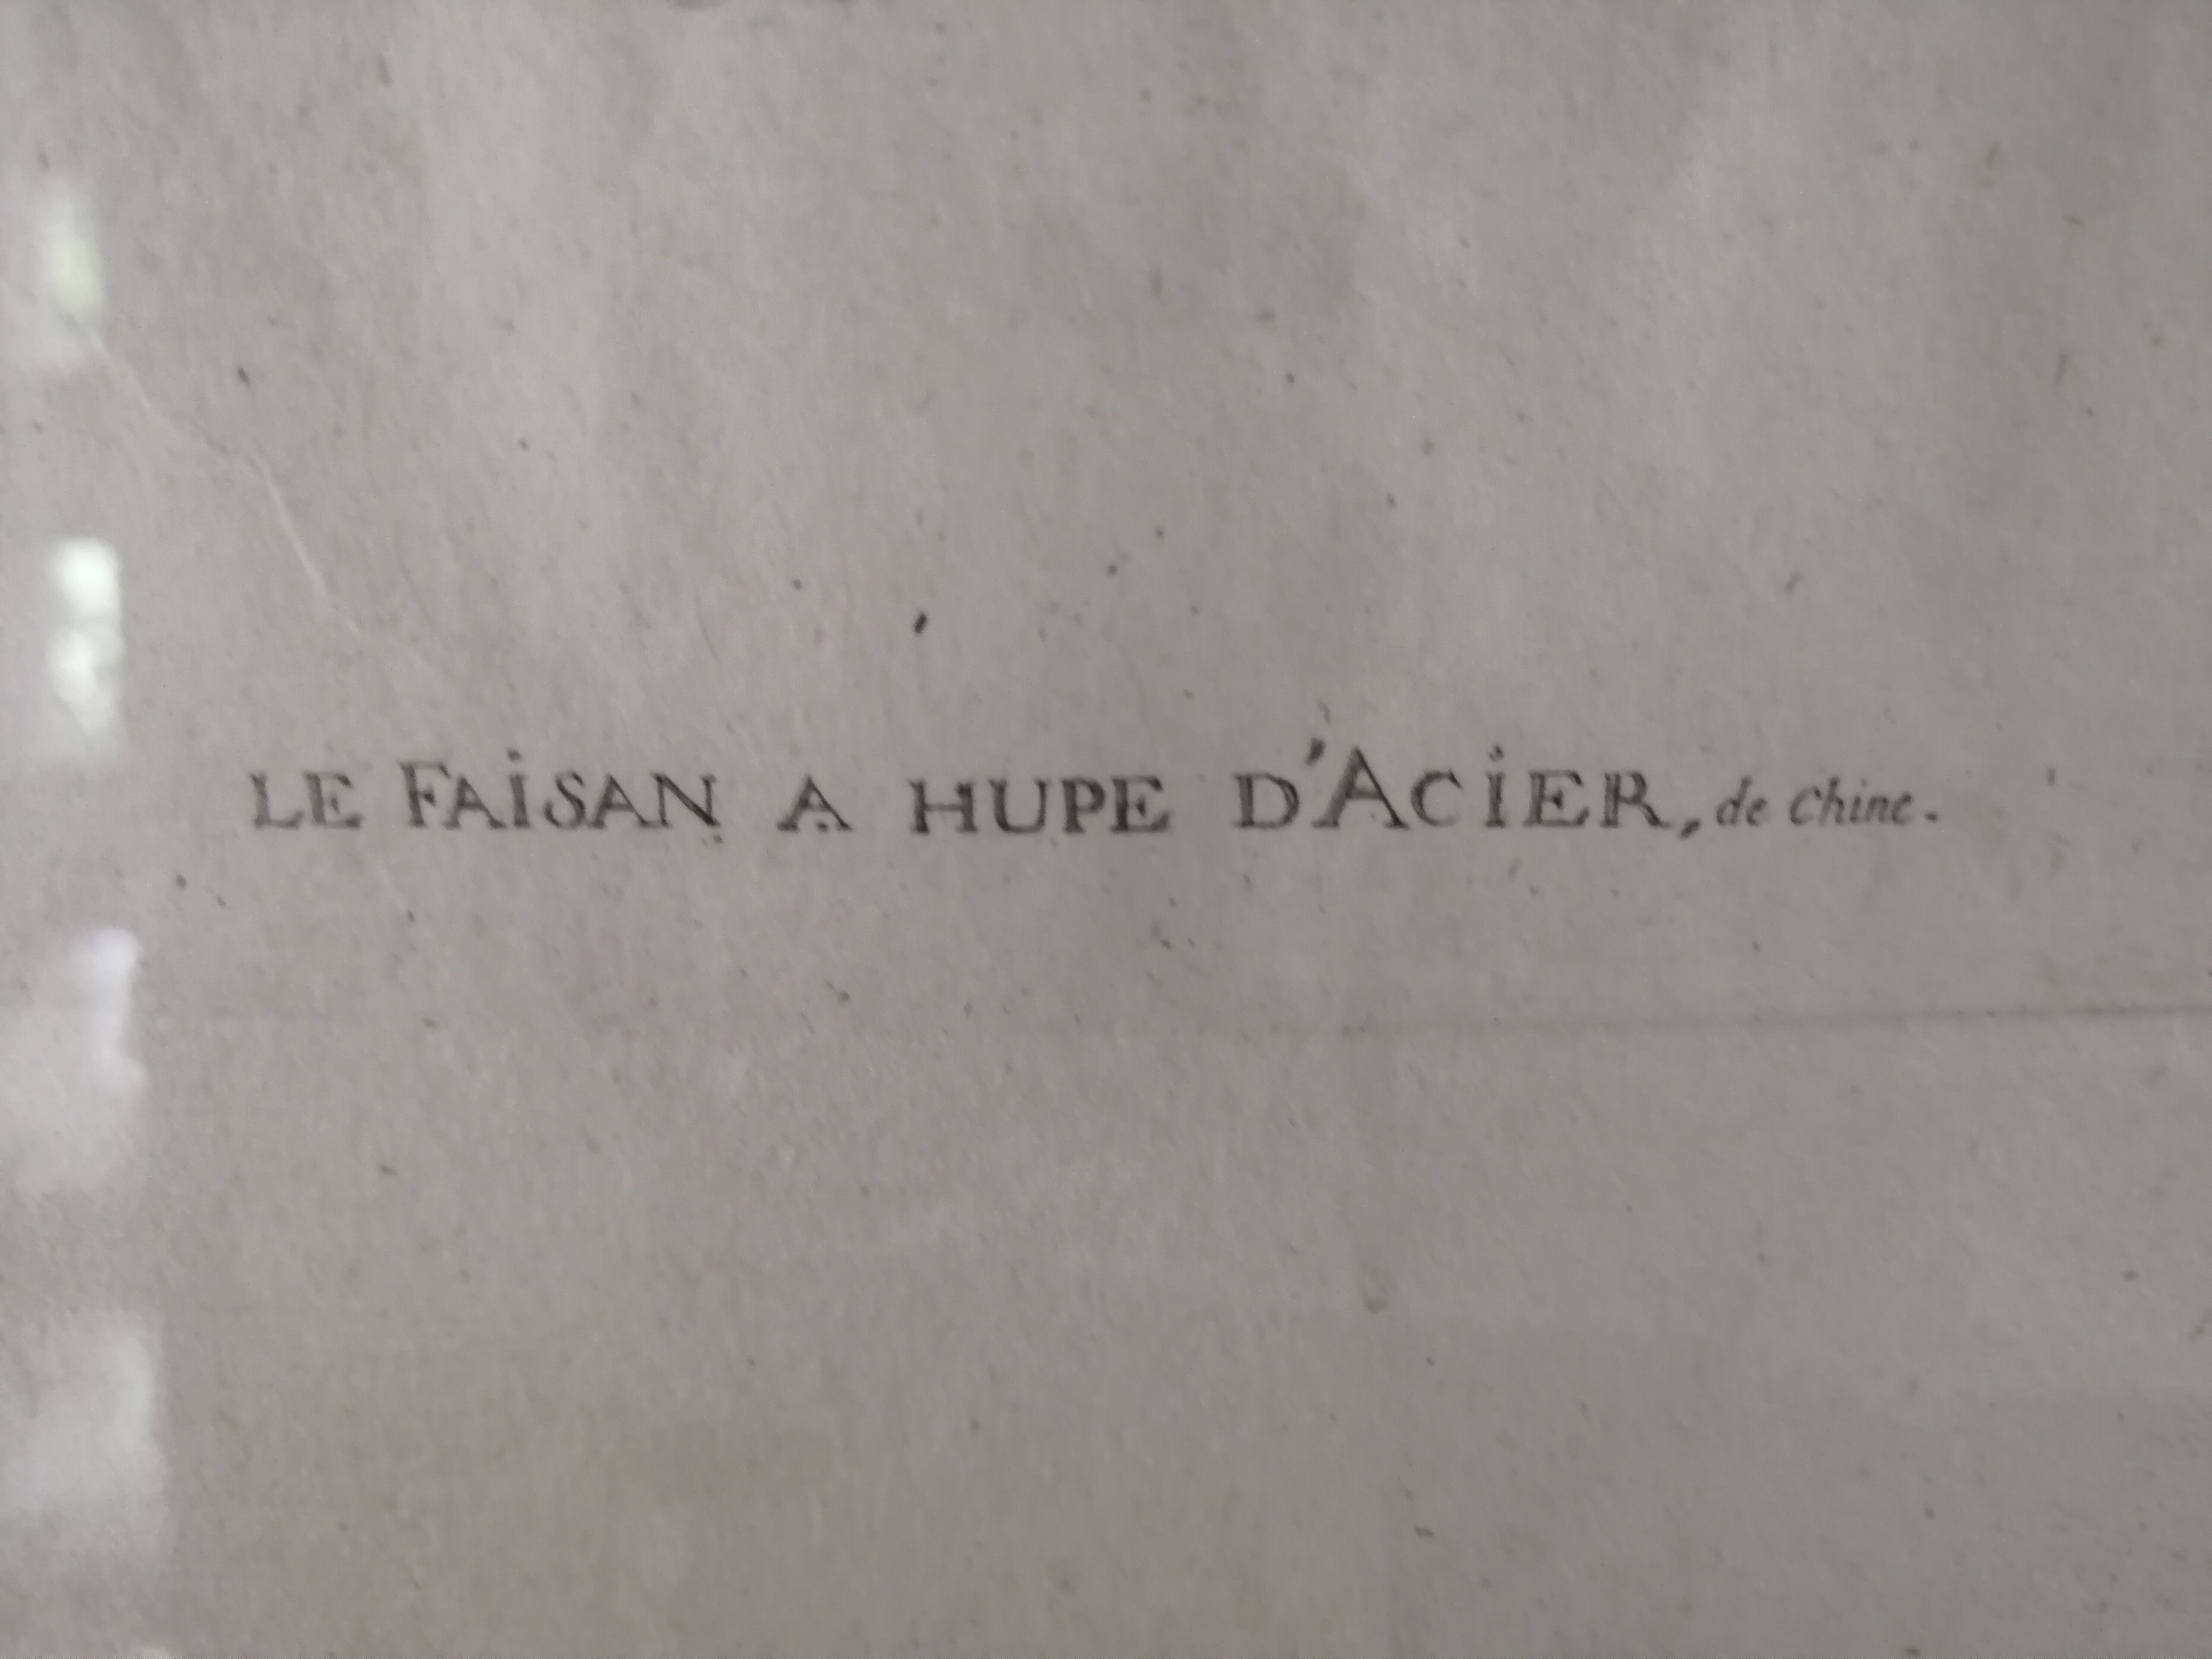 LE FAiSAN A HUPE D'ACiER, de Chine.